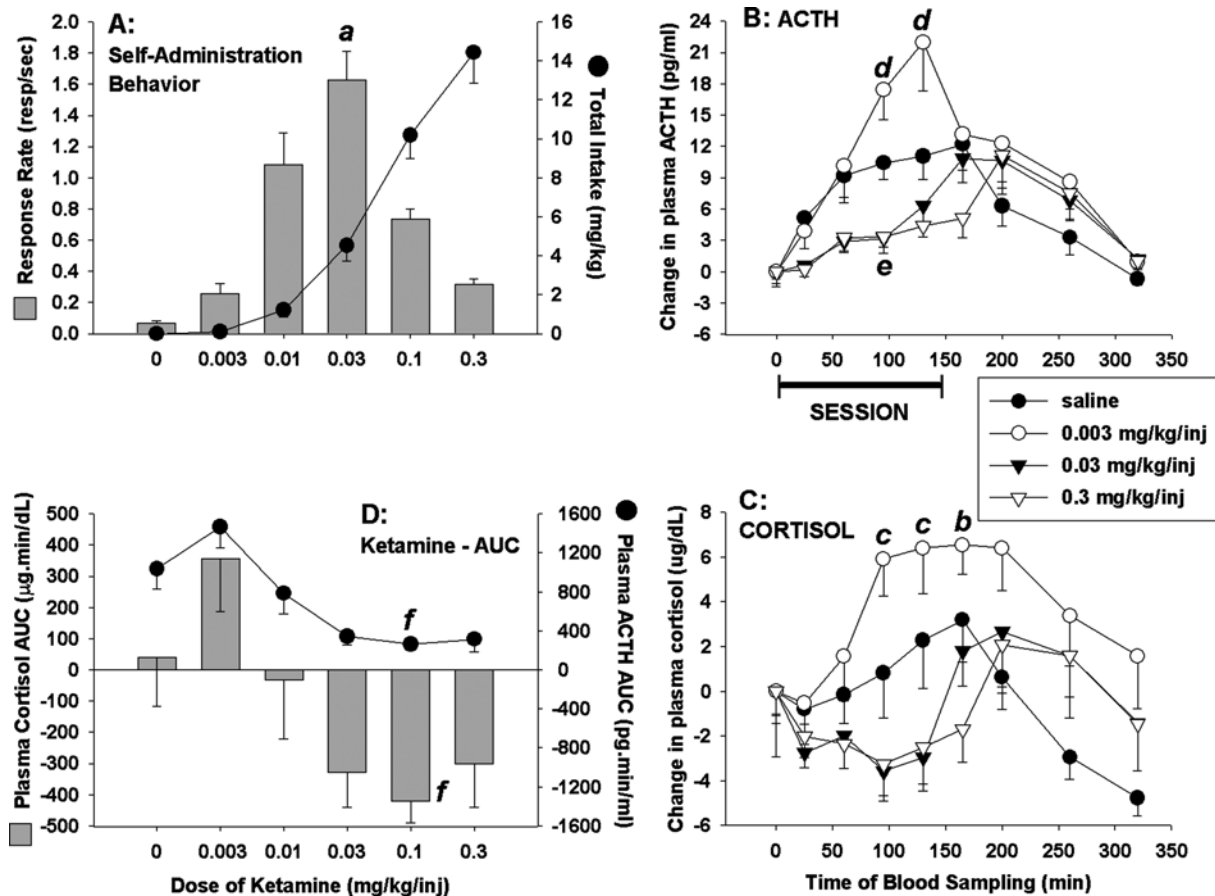 A:
Self-Administration
Behavior
a
Response Rate (resp/sec)
2.0
1.8
1.6
1.4
1.2
1.0
0.8
0.6
0.4
0.2
0.0
Total Intake (mg/kg)
16
14
12
10
8
6
4
2
0
0 0.003 0.01 0.03 0.1 0.3
B: ACTH
d
d
e
Change in plasma ACTH (pg/ml)
24
21
18
15
12
9
6
3
0
-3
-6
0 50 100 150 200 250 300 350
SESSION
saline
0.003 mg/kg/inj
0.03 mg/kg/inj
0.3 mg/kg/inj
D:
Ketamine - AUC
f
f
Plasma Cortisol AUC (µg.min/dL)
500
400
300
200
100
0
-100
-200
-300
-400
-500
Plasma ACTH AUC (pg.min/ml)
1600
1200
800
400
0
-400
-800
-1200
-1600
0 0.003 0.01 0.03 0.1 0.3
Dose of Ketamine (mg/kg/inj)
C:
CORTISOL
c c b
Change in plasma cortisol (ug/dL)
8
6
4
2
0
-2
-4
-6
0 50 100 150 200 250 300 350
Time of Blood Sampling (min)